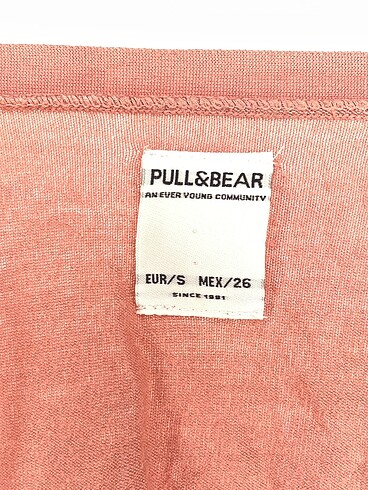 PULL&BEAR
AN EVER YOUNG COMMUNITY
EUR/S MEX/26
SINCE 1991